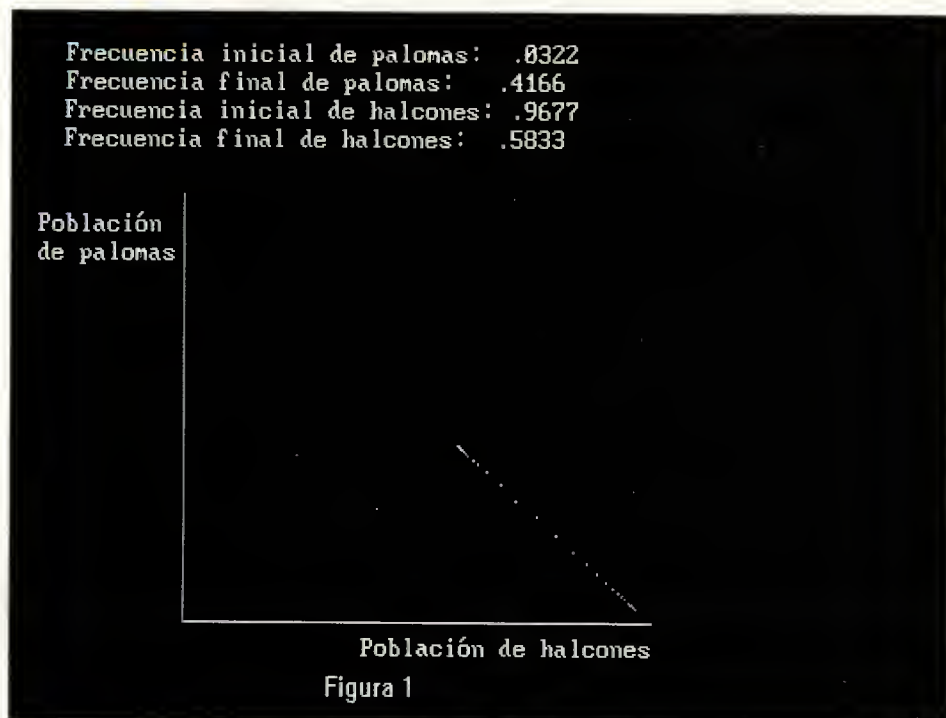 Frecuencia inicial de palomas: .0322
Frecuencia final de palomas: .4166
Frecuencia inicial de halcones: .9677
Frecuencia final de halcones: .5833
Población
de palomas
Población de halcones
Figura 1